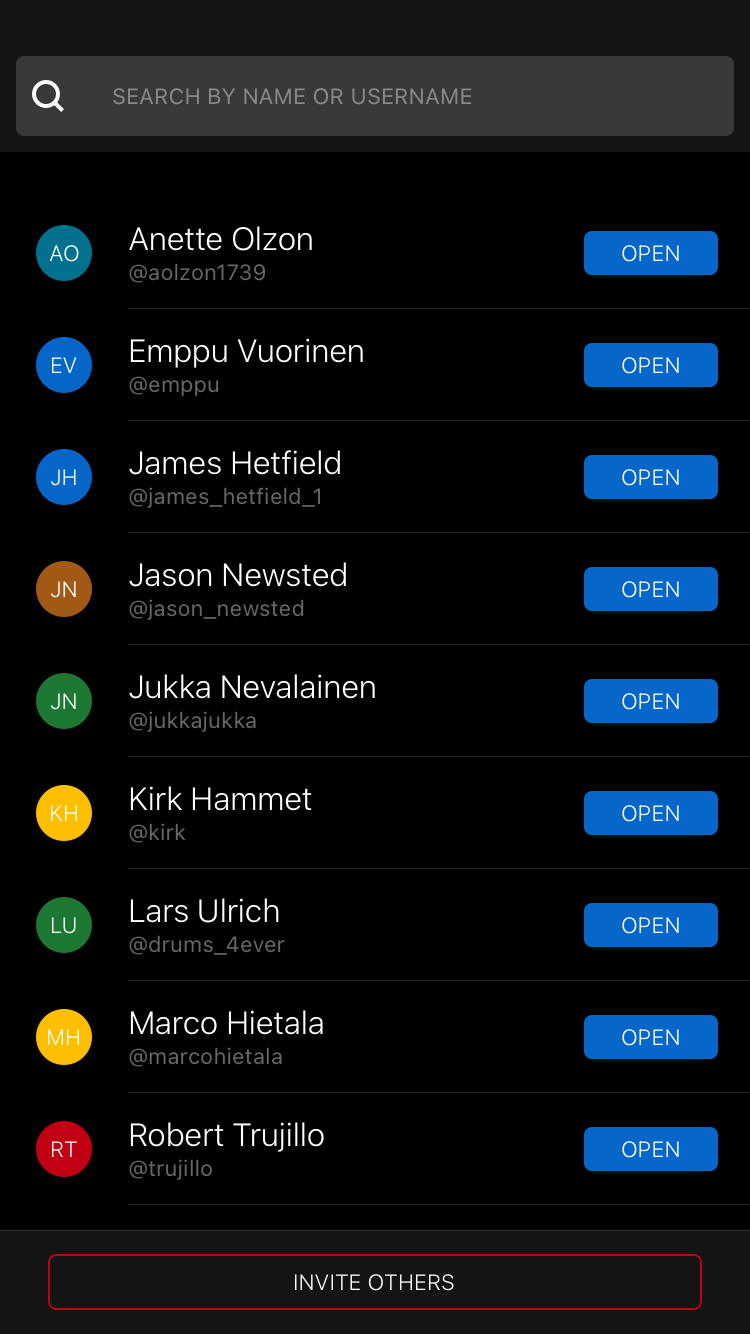 SEARCH BY NAME OR USERNAME
AO
Anette Olzon
@aolzon1739
OPEN
EV
Emppu Vuorinen
@emppu
OPEN
JH
James Hetfield
@james_hetfield_1
OPEN
JN
Jason Newsted
@jason_newsted
OPEN
JN
Jukka Nevalainen
@jukkajukka
OPEN
KH
Kirk Hammet
@kirk
OPEN
LU
Lars Ulrich
@drums_4ever
OPEN
MH
Marco Hietala
@marcohietala
OPEN
RT
Robert Trujillo
@trujillo
OPEN
INVITE OTHERS